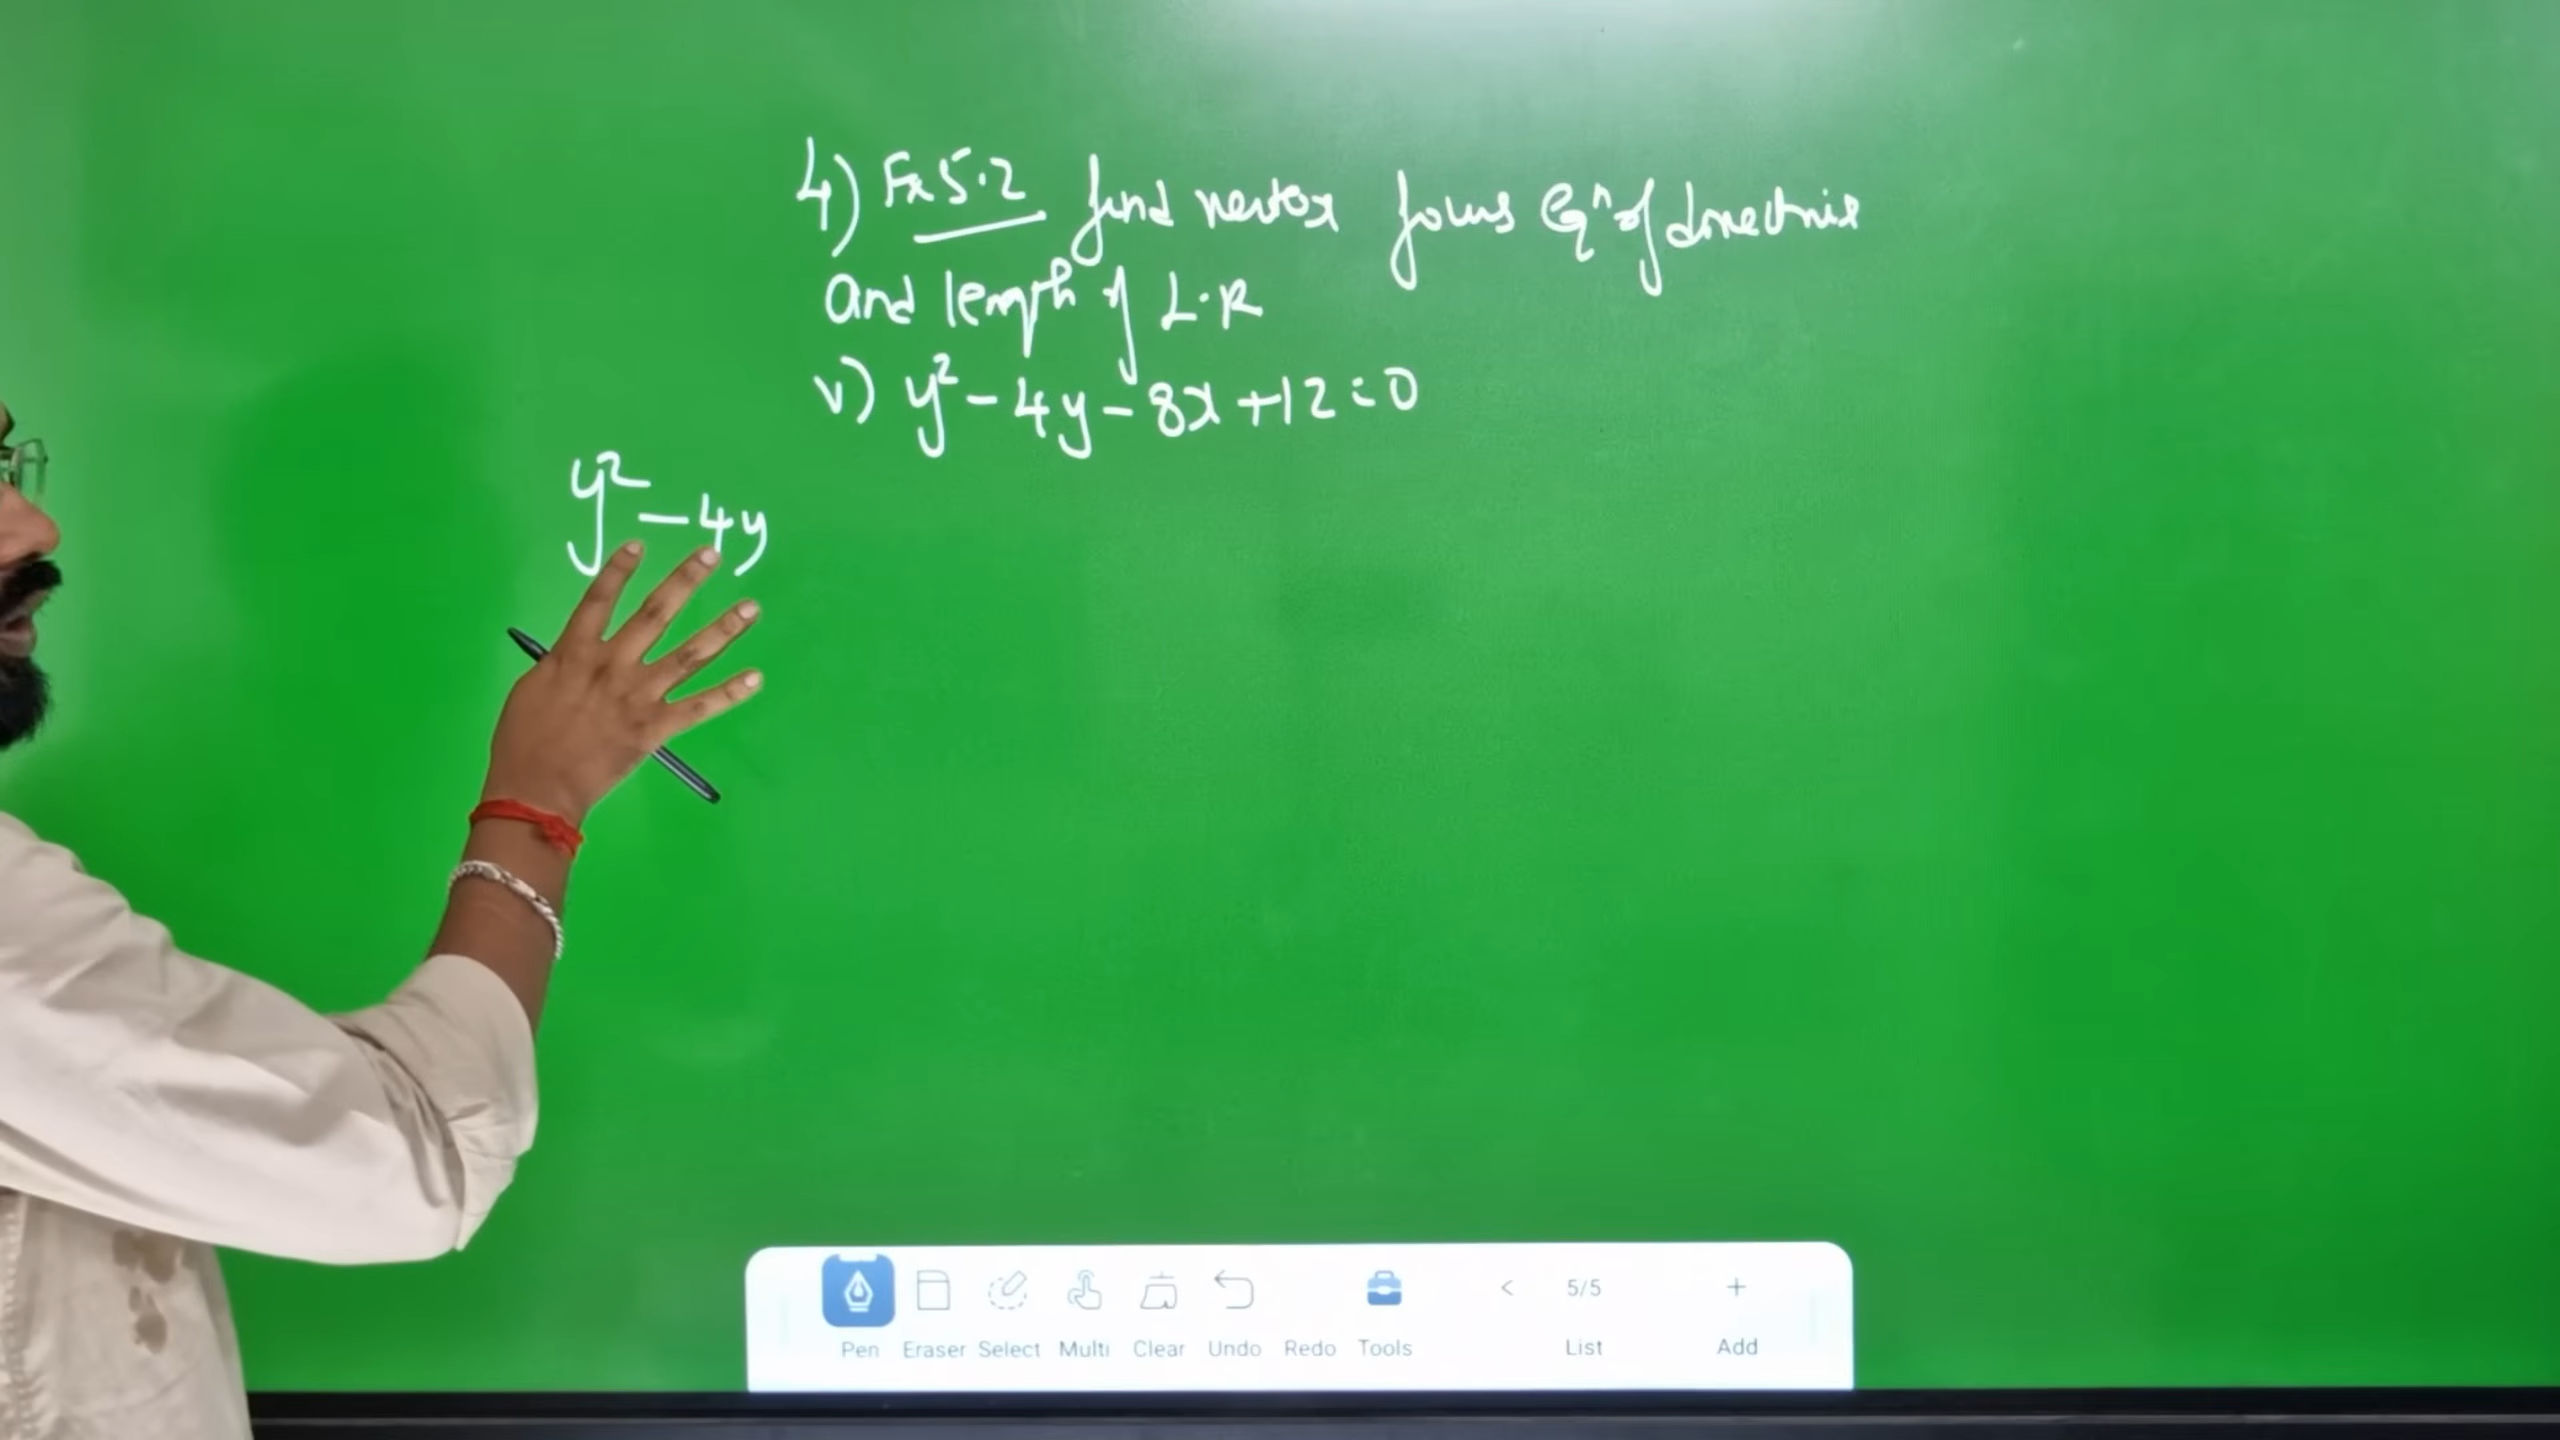 4) Ex 5.2 find vertex focus Eqn of directrix
and length of L.R
v) y² - 4y - 8x + 12 = 0
y² - 4y
< 5/5 +
Pen Eraser Select Multi Clear Undo Redo Tools List Add